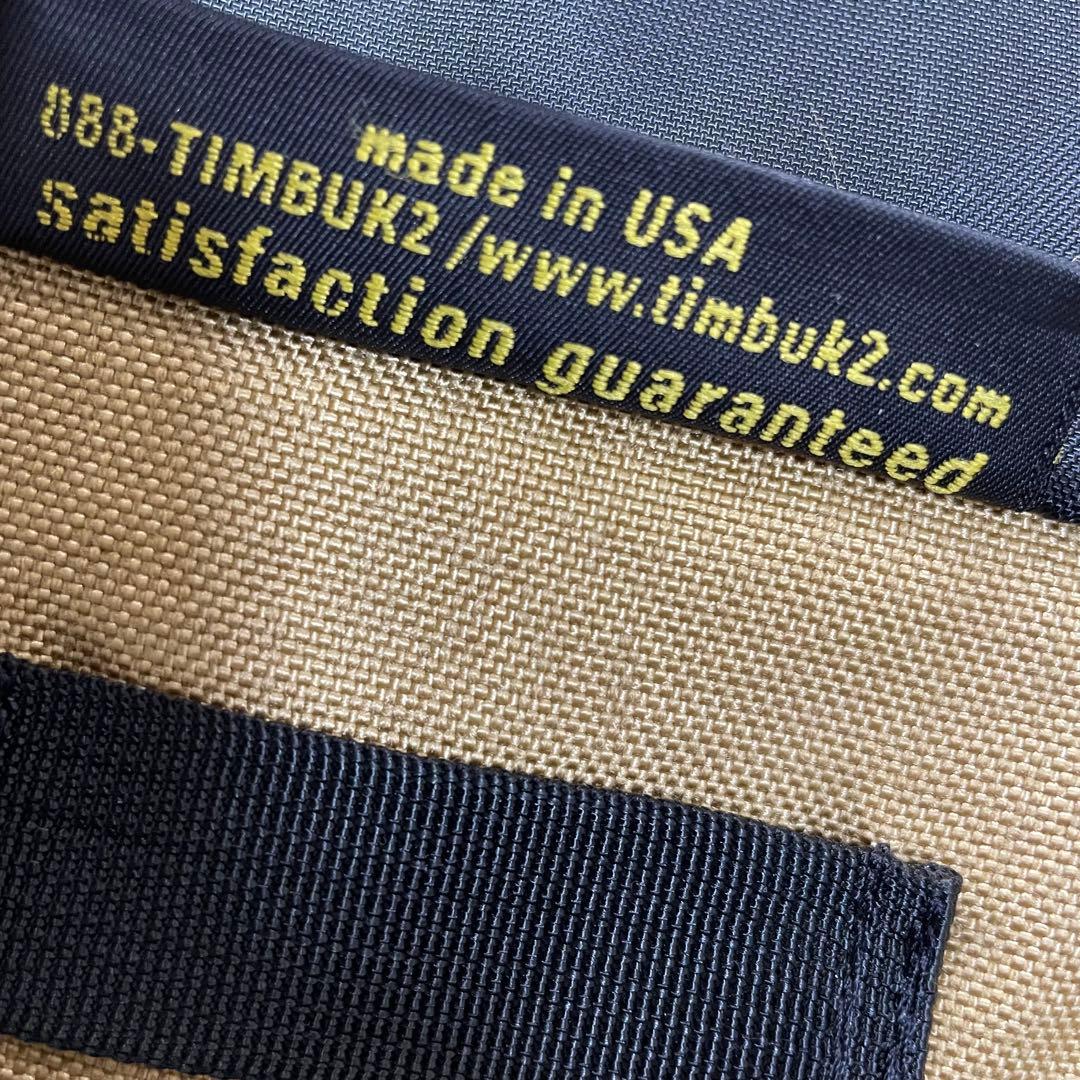 made in USA
888-TIMBUK2 / www.timbuk2.com
satisfaction guaranteed